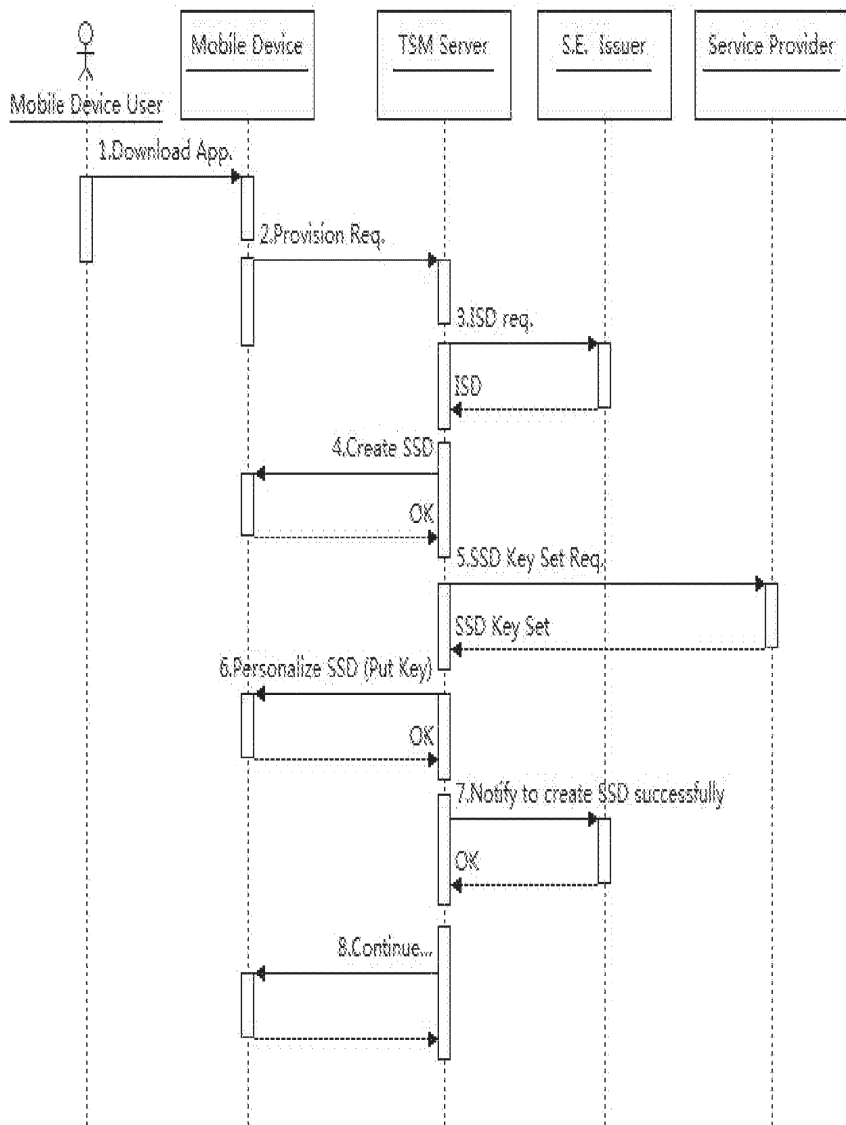 Mobile Device
TSM Server
S.E. Issuer
Service Provider
Mobile Device User
1.Download App.
2.Provision Req.
3.ISD req.
ISD
4.Create SSD
OK
5.SSD Key Set Req.
SSD Key Set
6.Personalize SSD (Put Key)
OK
7.Notify to create SSD successfully
OK
8.Continue...